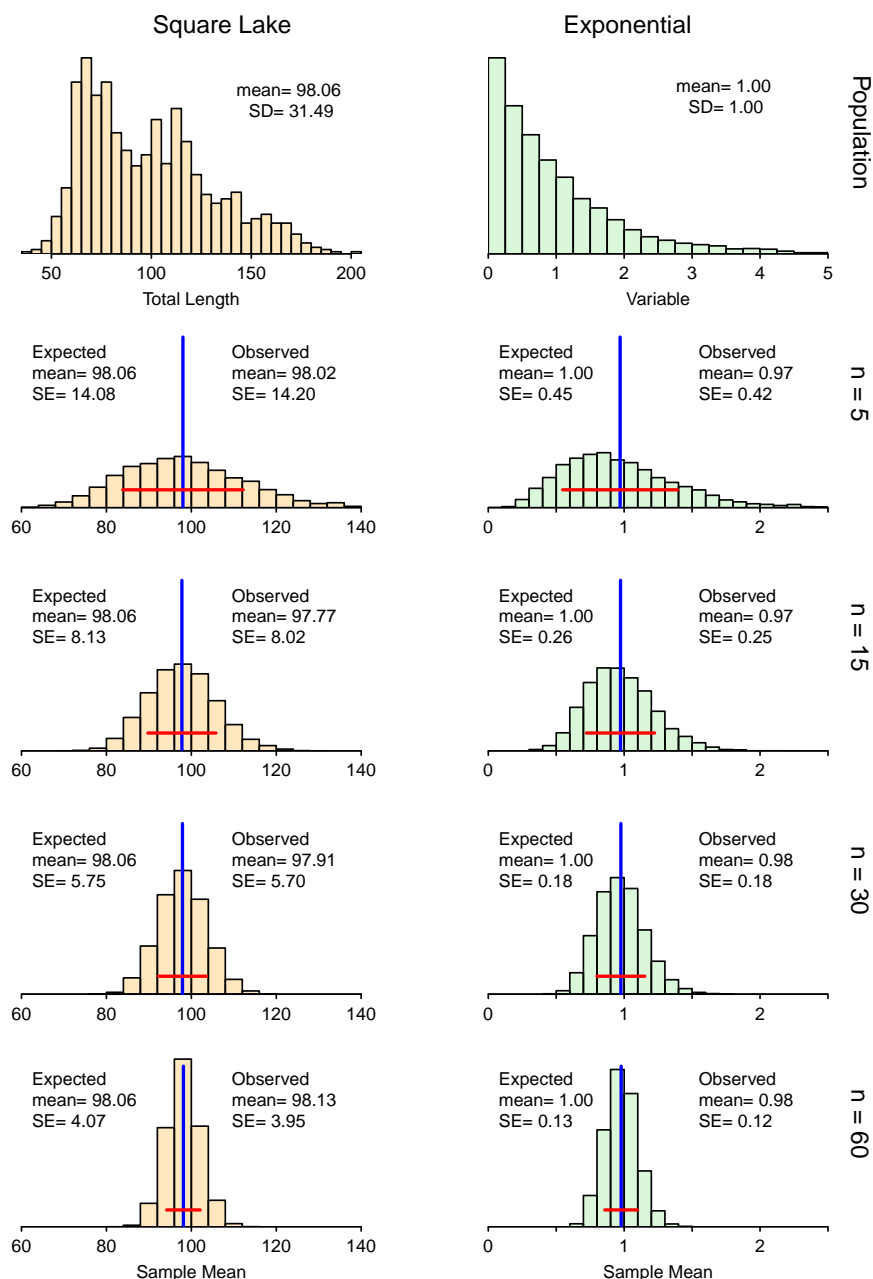 Square Lake
Exponential
mean= 98.06
SD= 31.49
mean= 1.00
SD= 1.00
Population
50 100 150 200
Total Length
0 1 2 3 4 5
Variable
Expected
mean= 98.06
SE= 14.08
Observed
mean= 98.02
SE= 14.20
60 80 100 120 140
Expected
mean= 1.00
SE= 0.45
Observed
mean= 0.97
SE= 0.42
0 1 2
n = 5
Expected
mean= 98.06
SE= 8.13
Observed
mean= 97.77
SE= 8.02
60 80 100 120 140
Expected
mean= 1.00
SE= 0.26
Observed
mean= 0.97
SE= 0.25
0 1 2
n = 15
Expected
mean= 98.06
SE= 5.75
Observed
mean= 97.91
SE= 5.70
60 80 100 120 140
Expected
mean= 1.00
SE= 0.18
Observed
mean= 0.98
SE= 0.18
0 1 2
n = 30
Expected
mean= 98.06
SE= 4.07
Observed
mean= 98.13
SE= 3.95
60 80 100 120 140
Sample Mean
Expected
mean= 1.00
SE= 0.13
Observed
mean= 0.98
SE= 0.12
0 1 2
Sample Mean
n = 60